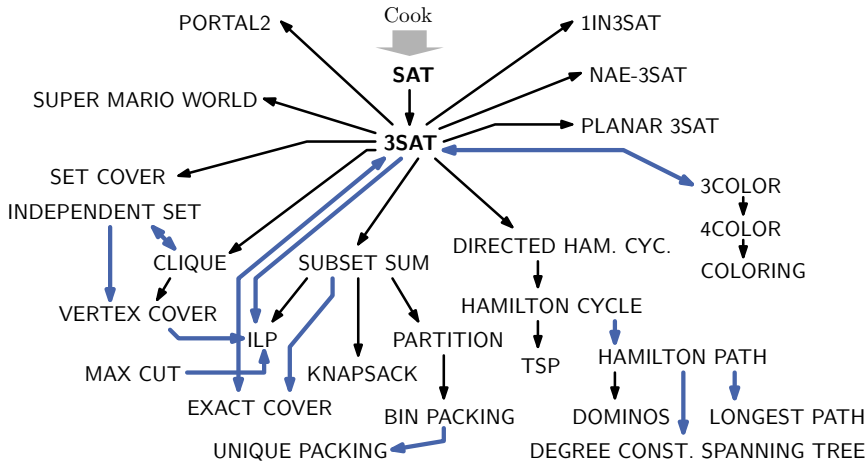 Cook
PORTAL2
1IN3SAT
SAT
NAE-3SAT
SUPER MARIO WORLD
PLANAR 3SAT
3SAT
SET COVER
3COLOR
INDEPENDENT SET
4COLOR
DIRECTED HAM. CYC.
CLIQUE
SUBSET SUM
COLORING
HAMILTON CYCLE
VERTEX COVER
ILP
PARTITION
HAMILTON PATH
TSP
MAX CUT
KNAPSACK
EXACT COVER
BIN PACKING
DOMINOS
LONGEST PATH
UNIQUE PACKING
DEGREE CONST. SPANNING TREE